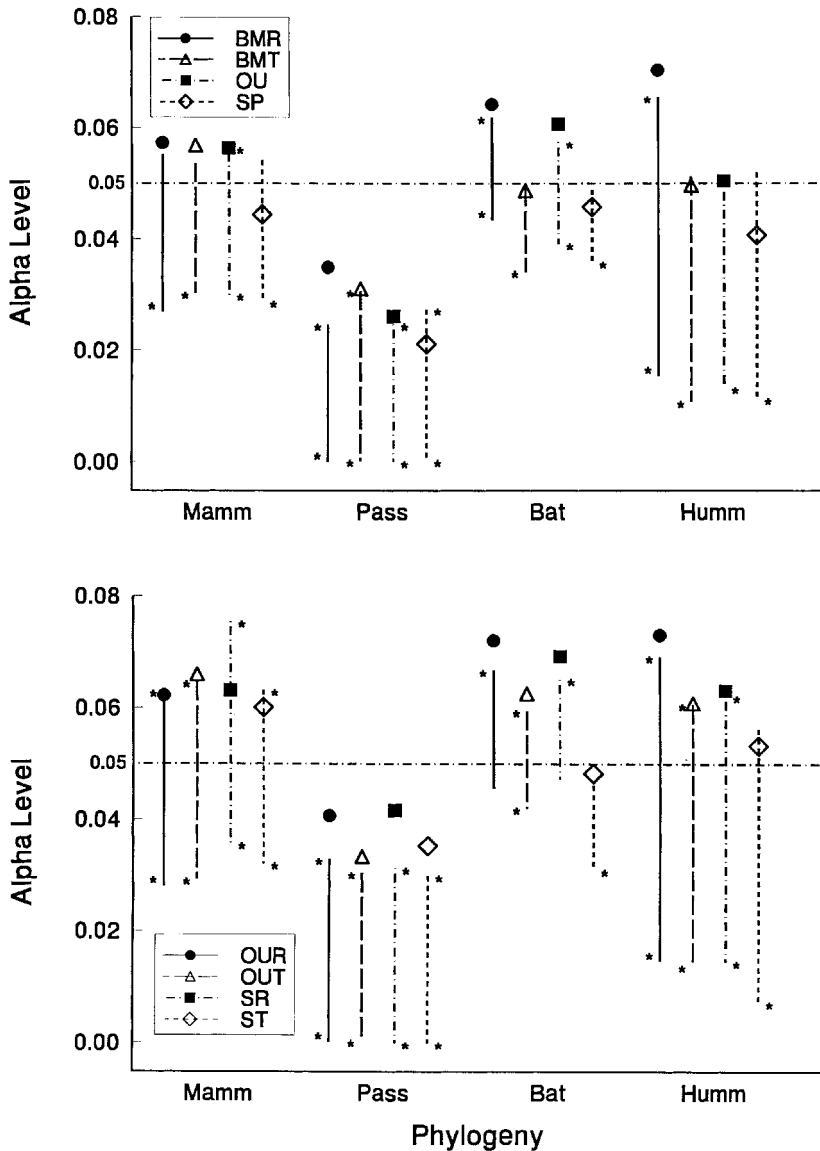 0.08
BMR
BMT
OU
SP
0.06
0.05
0.04
0.02
0.00
Alpha Level
Mamm Pass Bat Humm
0.08
0.06
0.05
0.04
0.02
0.00
Alpha Level
OUR
OUT
SR
ST
Mamm Pass Bat Humm
Phylogeny